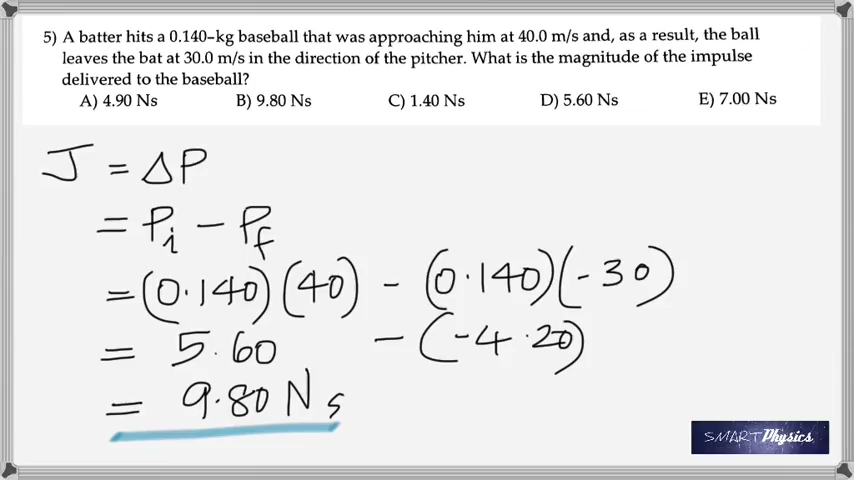 5) A batter hits a 0.140-kg baseball that was approaching him at 40.0 m/s and, as a result, the ball
leaves the bat at 30.0 m/s in the direction of the pitcher. What is the magnitude of the impulse
delivered to the baseball?
A) 4.90 Ns B) 9.80 Ns C) 1.40 Ns D) 5.60 Ns E) 7.00 Ns
J = ΔP
= Pi - Pf
= (0.140)(40) - (0.140)(-30)
= 5.60 - (-4.20)
= 9.80 Ns
SMART Physics